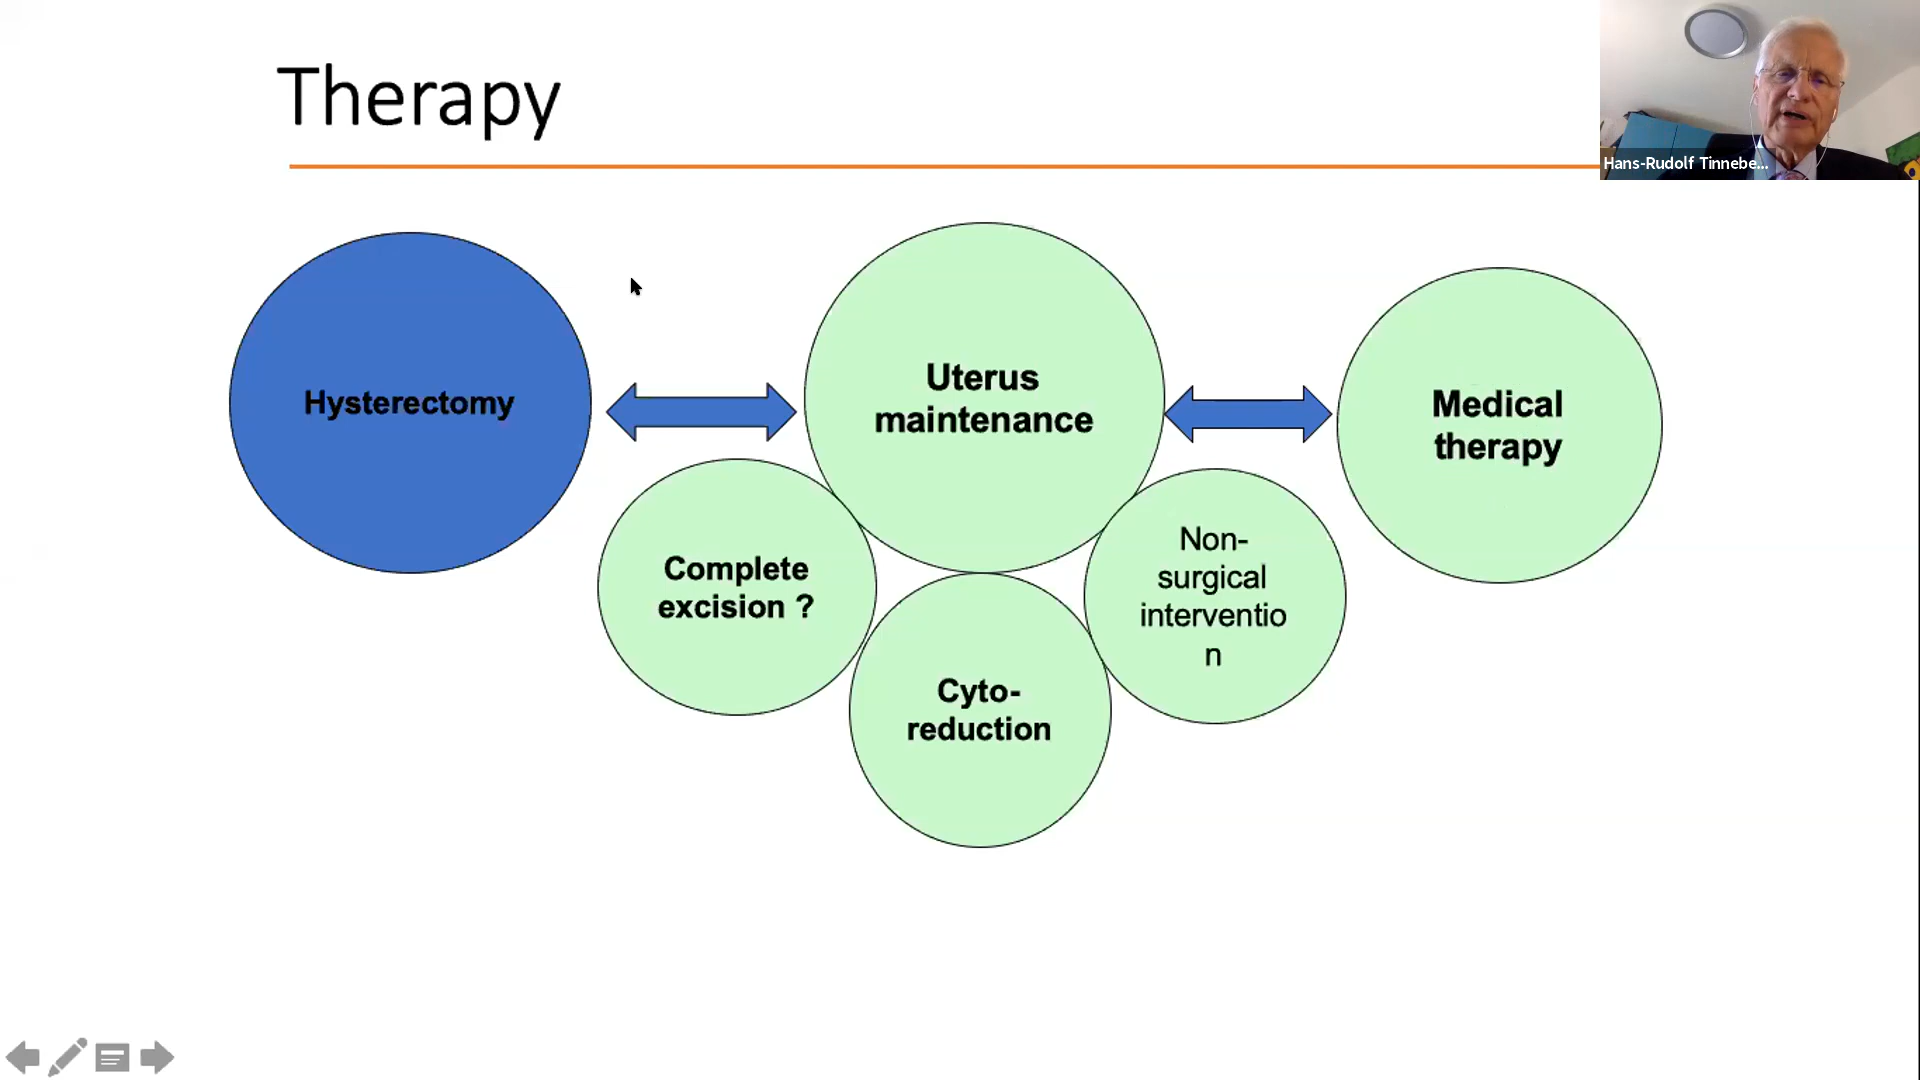 Therapy
Hans-Rudolf Tinnebe...
Hysterectomy
Uterus
maintenance
Medical
therapy
Complete
excision ?
Cyto-
reduction
Non-
surgical
interventio
n